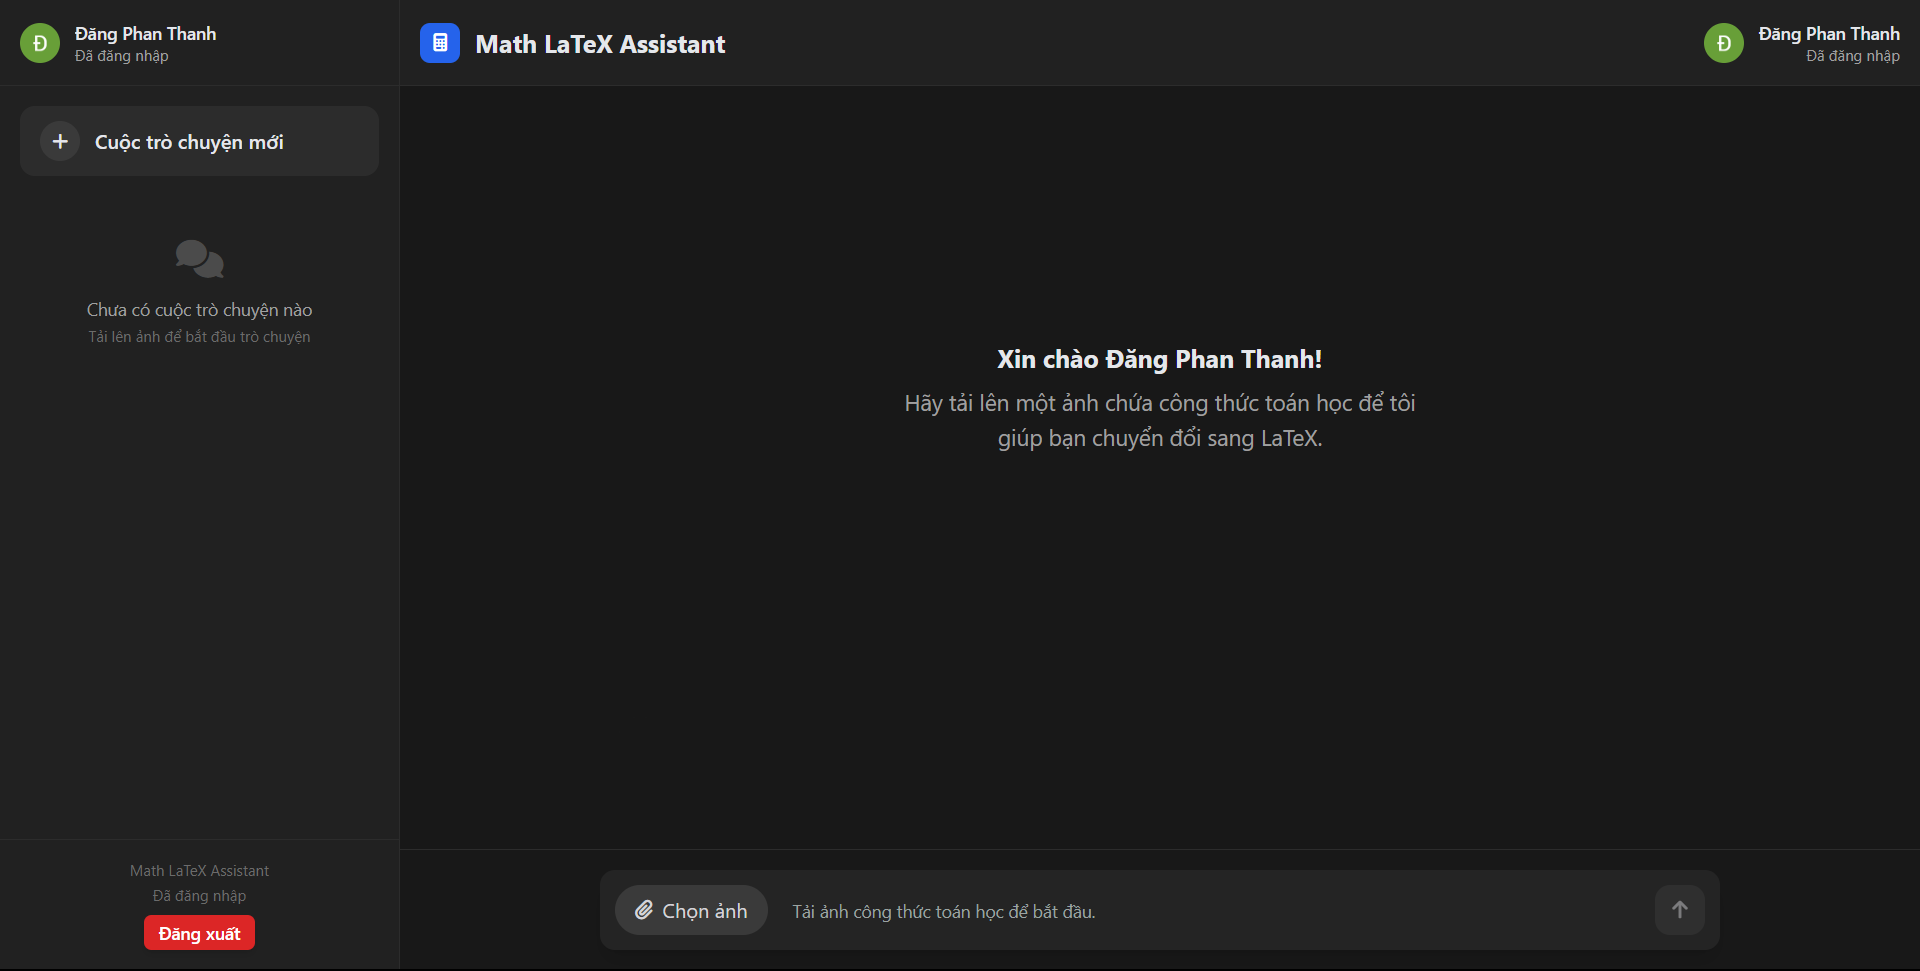 Đ
Đăng Phan Thanh
Đã đăng nhập
Cuộc trò chuyện mới
Chưa có cuộc trò chuyện nào
Tải lên ảnh để bắt đầu trò chuyện
Math LaTeX Assistant
Đã đăng nhập
Đăng xuất
Math LaTeX Assistant
Đ
Đăng Phan Thanh
Đã đăng nhập
Xin chào Đăng Phan Thanh!
Hãy tải lên một ảnh chứa công thức toán học để tôi
giúp bạn chuyển đổi sang LaTeX.
Chọn ảnh
Tải ảnh công thức toán học để bắt đầu.